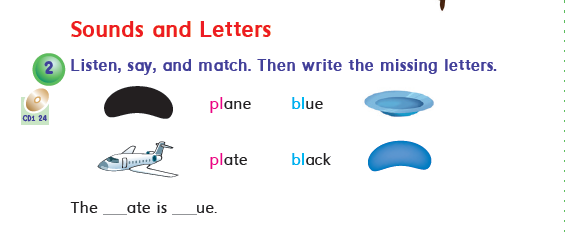 Sounds and Letters
2 Listen, say, and match. Then write the missing letters.
CD1 24
plane blue
plate black
The ___ate is ___ue.